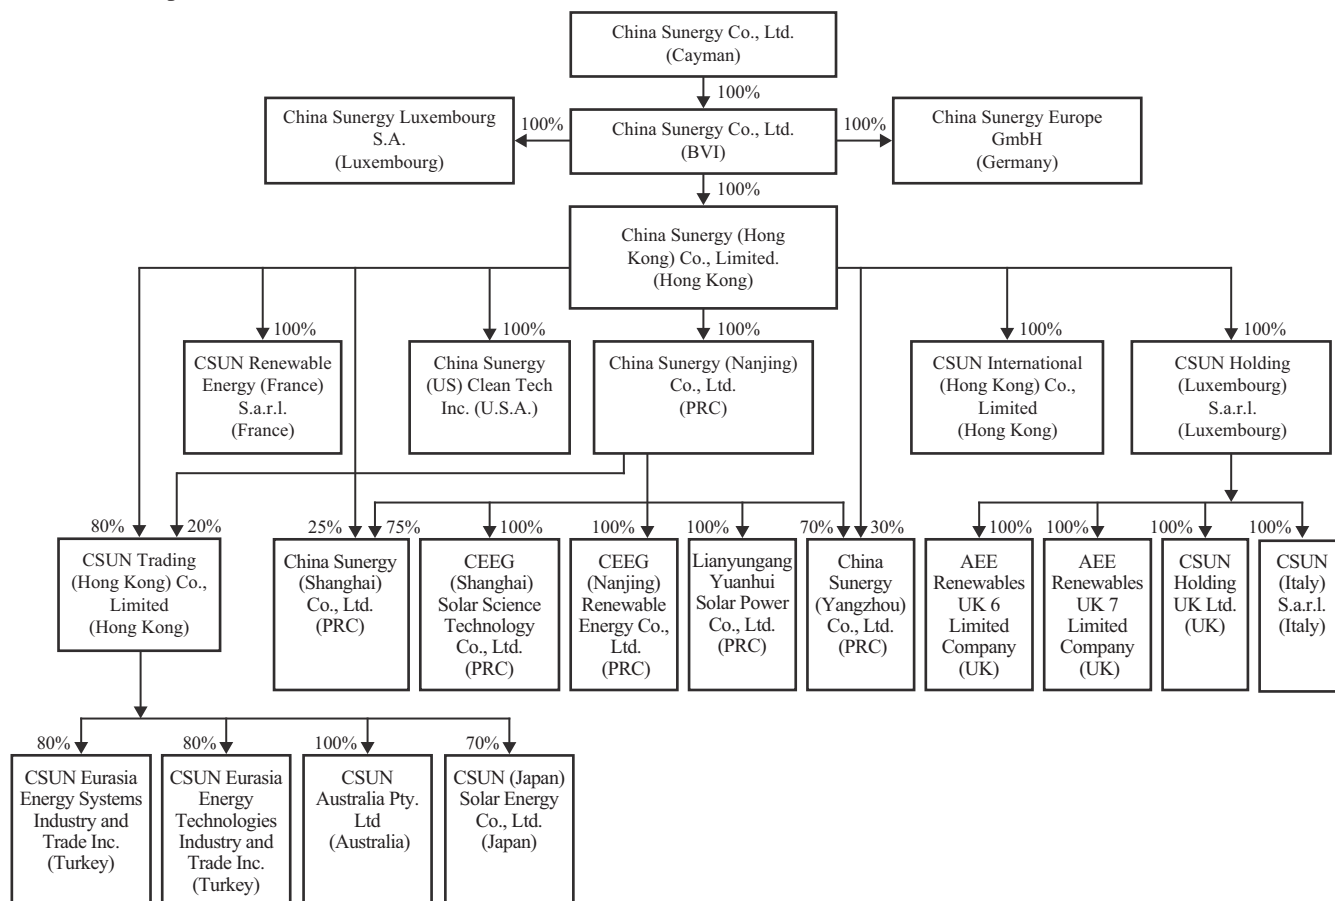 China Sunergy Co., Ltd.
(Cayman)
100%
China Sunergy Luxembourg
S.A.
(Luxembourg)
100%
China Sunergy Co., Ltd.
(BVI)
100%
China Sunergy Europe
GmbH
(Germany)
100%
China Sunergy (Hong
Kong) Co., Limited.
(Hong Kong)
100%
100%
100%
100%
100%
CSUN Renewable
Energy (France)
S.a.r.l.
(France)
China Sunergy
(US) Clean Tech
Inc. (U.S.A.)
China Sunergy (Nanjing)
Co., Ltd.
(PRC)
CSUN International
(Hong Kong) Co.,
Limited
(Hong Kong)
CSUN Holding
(Luxembourg)
S.a.r.l.
(Luxembourg)
80%
20%
25%
75%
100%
100%
100%
70%
30%
100%
100%
100%
100%
CSUN Trading
(Hong Kong) Co.,
Limited
(Hong Kong)
China Sunergy
(Shanghai)
Co., Ltd.
(PRC)
CEEG
(Shanghai)
Solar Science
Technology
Co., Ltd.
(PRC)
CEEG
(Nanjing)
Renewable
Energy Co.,
Ltd.
(PRC)
Lianyungang
Yuanhui
Solar Power
Co., Ltd.
(PRC)
China
Sunergy
(Yangzhou)
Co., Ltd.
(PRC)
AEE
Renewables
UK 6
Limited
Company
(UK)
AEE
Renewables
UK 7
Limited
Company
(UK)
CSUN
Holding
UK Ltd.
(UK)
CSUN
(Italy)
S.a.r.l.
(Italy)
80%
80%
100%
70%
CSUN Eurasia
Energy Systems
Industry and
Trade Inc.
(Turkey)
CSUN Eurasia
Energy
Technologies
Industry and
Trade Inc.
(Turkey)
CSUN
Australia Pty.
Ltd
(Australia)
CSUN (Japan)
Solar Energy
Co., Ltd.
(Japan)